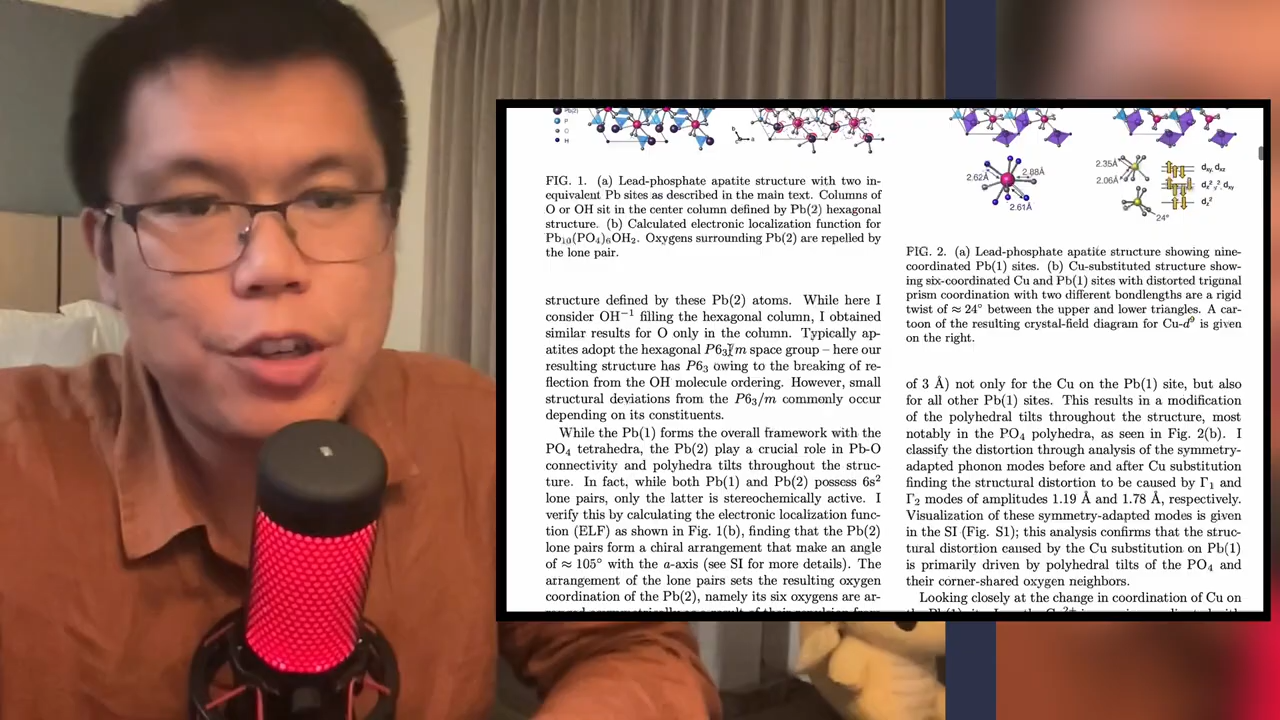 P
O
H
FIG. 1. (a) Lead-phosphate apatite structure with two in-
equivalent Pb sites as described in the main text. Columns of
O or OH sit in the center column defined by Pb(2) hexagonal
structure. (b) Calculated electronic localization function for
Pb₁₀(PO₄)₆OH₂. Oxygens surrounding Pb(2) are repelled by
the lone pair.
structure defined by these Pb(2) atoms. While here I
consider OH⁻¹ filling the hexagonal column, I obtained
similar results for O only in the column. Typically ap-
atites adopt the hexagonal P6₃/m space group – here our
resulting structure has P6₃ owing to the breaking of re-
flection from the OH molecule ordering. However, small
structural deviations from the P6₃/m commonly occur
depending on its constituents.
While the Pb(1) forms the overall framework with the
PO₄ tetrahedra, the Pb(2) play a crucial role in Pb-O
connectivity and polyhedra tilts throughout the struc-
ture. In fact, while both Pb(1) and Pb(2) possess 6s²
lone pairs, only the latter is stereochemically active. I
verify this by calculating the electronic localization func-
tion (ELF) as shown in Fig. 1(b), finding that the Pb(2)
lone pairs form a chiral arrangement that make an angle
of ≈ 105° with the a-axis (see SI for more details). The
arrangement of the lone pairs sets the resulting oxygen
coordination of the Pb(2), namely its six oxygens are ar-
2.62Å
2.88Å
2.61Å
2.35Å
2.06Å
24°
FIG. 2. (a) Lead-phosphate apatite structure showing nine-
coordinated Pb(1) sites. (b) Cu-substituted structure show-
ing six-coordinated Cu and Pb(1) sites with distorted trigonal
prism coordination with two different bondlengths are a rigid
twist of ≈ 24° between the upper and lower triangles. A car-
toon of the resulting crystal-field diagram for Cu-d⁹ is given
on the right.
of 3 Å) not only for the Cu on the Pb(1) site, but also
for all other Pb(1) sites. This results in a modification
of the polyhedral tilts throughout the structure, most
notably in the PO₄ polyhedra, as seen in Fig. 2(b). I
classify the distortion through analysis of the symmetry-
adapted phonon modes before and after Cu substitution
finding the structural distortion to be caused by Γ₁ and
Γ₂ modes of amplitudes 1.19 Å and 1.78 Å, respectively.
Visualization of these symmetry-adapted modes is given
in the SI (Fig. S1); this analysis confirms that the struc-
tural distortion caused by the Cu substitution on Pb(1)
is primarily driven by polyhedral tilts of the PO₄ and
their corner-shared oxygen neighbors.
Looking closely at the change in coordination of Cu on